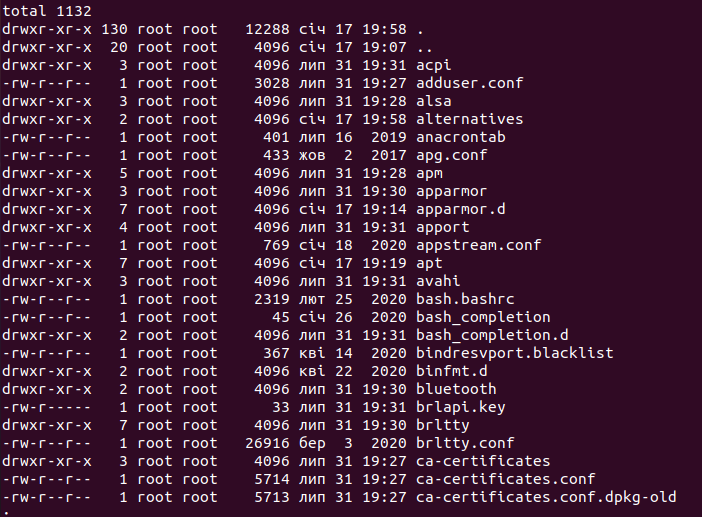 total 1132
drwxr-xr-x 130 root root   12288 січ 17 19:58 .
drwxr-xr-x  20 root root    4096 січ 17 19:07 ..
drwxr-xr-x   3 root root    4096 лип 31 19:31 acpi
-rw-r--r--   1 root root    3028 лип 31 19:27 adduser.conf
drwxr-xr-x   3 root root    4096 лип 31 19:28 alsa
drwxr-xr-x   2 root root    4096 січ 17 19:58 alternatives
-rw-r--r--   1 root root     401 лип 16  2019 anacrontab
-rw-r--r--   1 root root     433 жов  2  2017 apg.conf
drwxr-xr-x   5 root root    4096 лип 31 19:28 apm
drwxr-xr-x   3 root root    4096 лип 31 19:30 apparmor
drwxr-xr-x   7 root root    4096 січ 17 19:14 apparmor.d
drwxr-xr-x   4 root root    4096 лип 31 19:31 apport
-rw-r--r--   1 root root     769 січ 18  2020 appstream.conf
drwxr-xr-x   7 root root    4096 січ 17 19:19 apt
drwxr-xr-x   3 root root    4096 лип 31 19:31 avahi
-rw-r--r--   1 root root    2319 лют 25  2020 bash.bashrc
-rw-r--r--   1 root root      45 січ 26  2020 bash_completion
drwxr-xr-x   2 root root    4096 лип 31 19:31 bash_completion.d
-rw-r--r--   1 root root     367 кві 14  2020 bindresvport.blacklist
drwxr-xr-x   2 root root    4096 кві 22  2020 binfmt.d
drwxr-xr-x   2 root root    4096 лип 31 19:30 bluetooth
-rw-r-----   1 root root      33 лип 31 19:31 brlapi.key
drwxr-xr-x   7 root root    4096 лип 31 19:30 brltty
-rw-r--r--   1 root root   26916 бер  3  2020 brltty.conf
drwxr-xr-x   3 root root    4096 лип 31 19:27 ca-certificates
-rw-r--r--   1 root root    5714 лип 31 19:27 ca-certificates.conf
-rw-r--r--   1 root root    5713 лип 31 19:27 ca-certificates.conf.dpkg-old